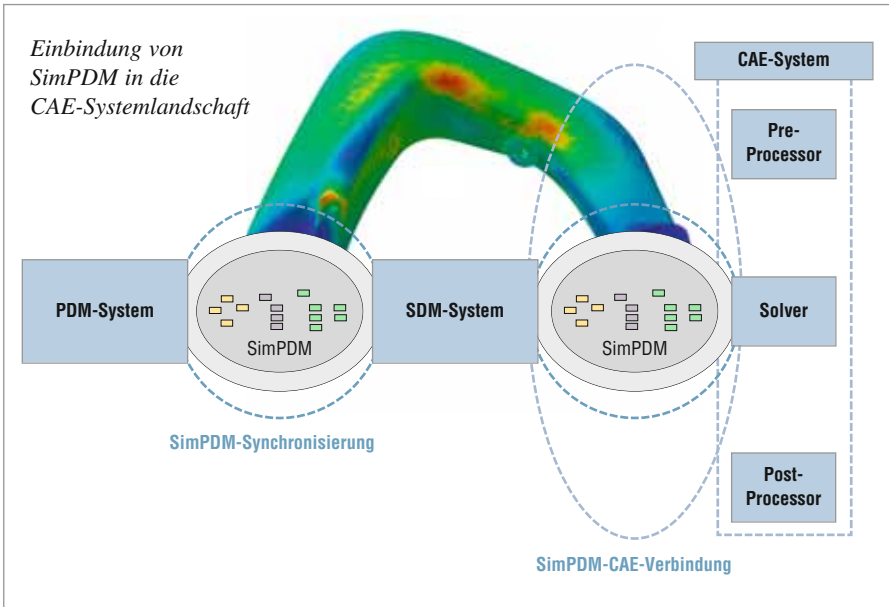 Einbindung von
SimPDM in die
CAE-Systemlandschaft
CAE-System
Pre-
Processor
PDM-System
SimPDM
SDM-System
SimPDM
Solver
SimPDM-Synchronisierung
Post-
Processor
SimPDM-CAE-Verbindung